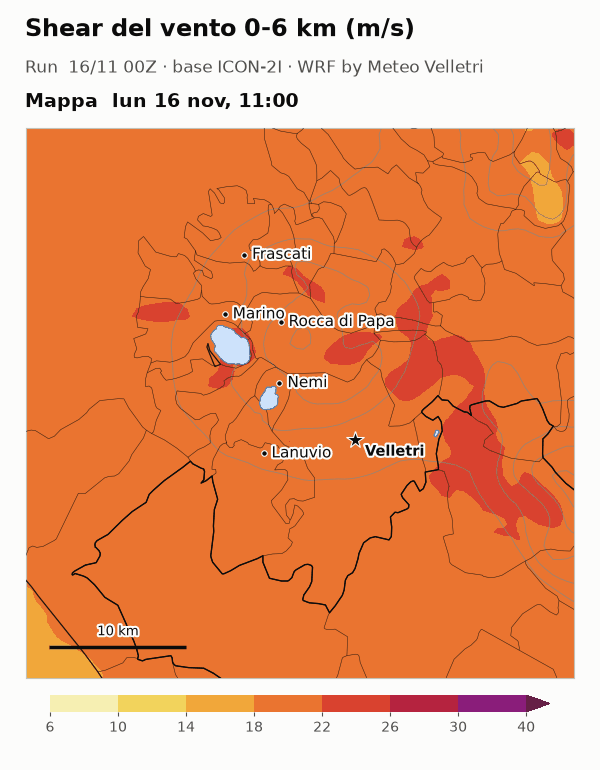 Shear del vento 0-6 km (m/s)
Run  16/11 00Z · base ICON-2I · WRF by Meteo Velletri
Mappa  lun 16 nov, 11:00
Frascati
Marino
Rocca di Papa
Nemi
Velletri
Lanuvio
10 km
6 10 14 18 22 26 30 40